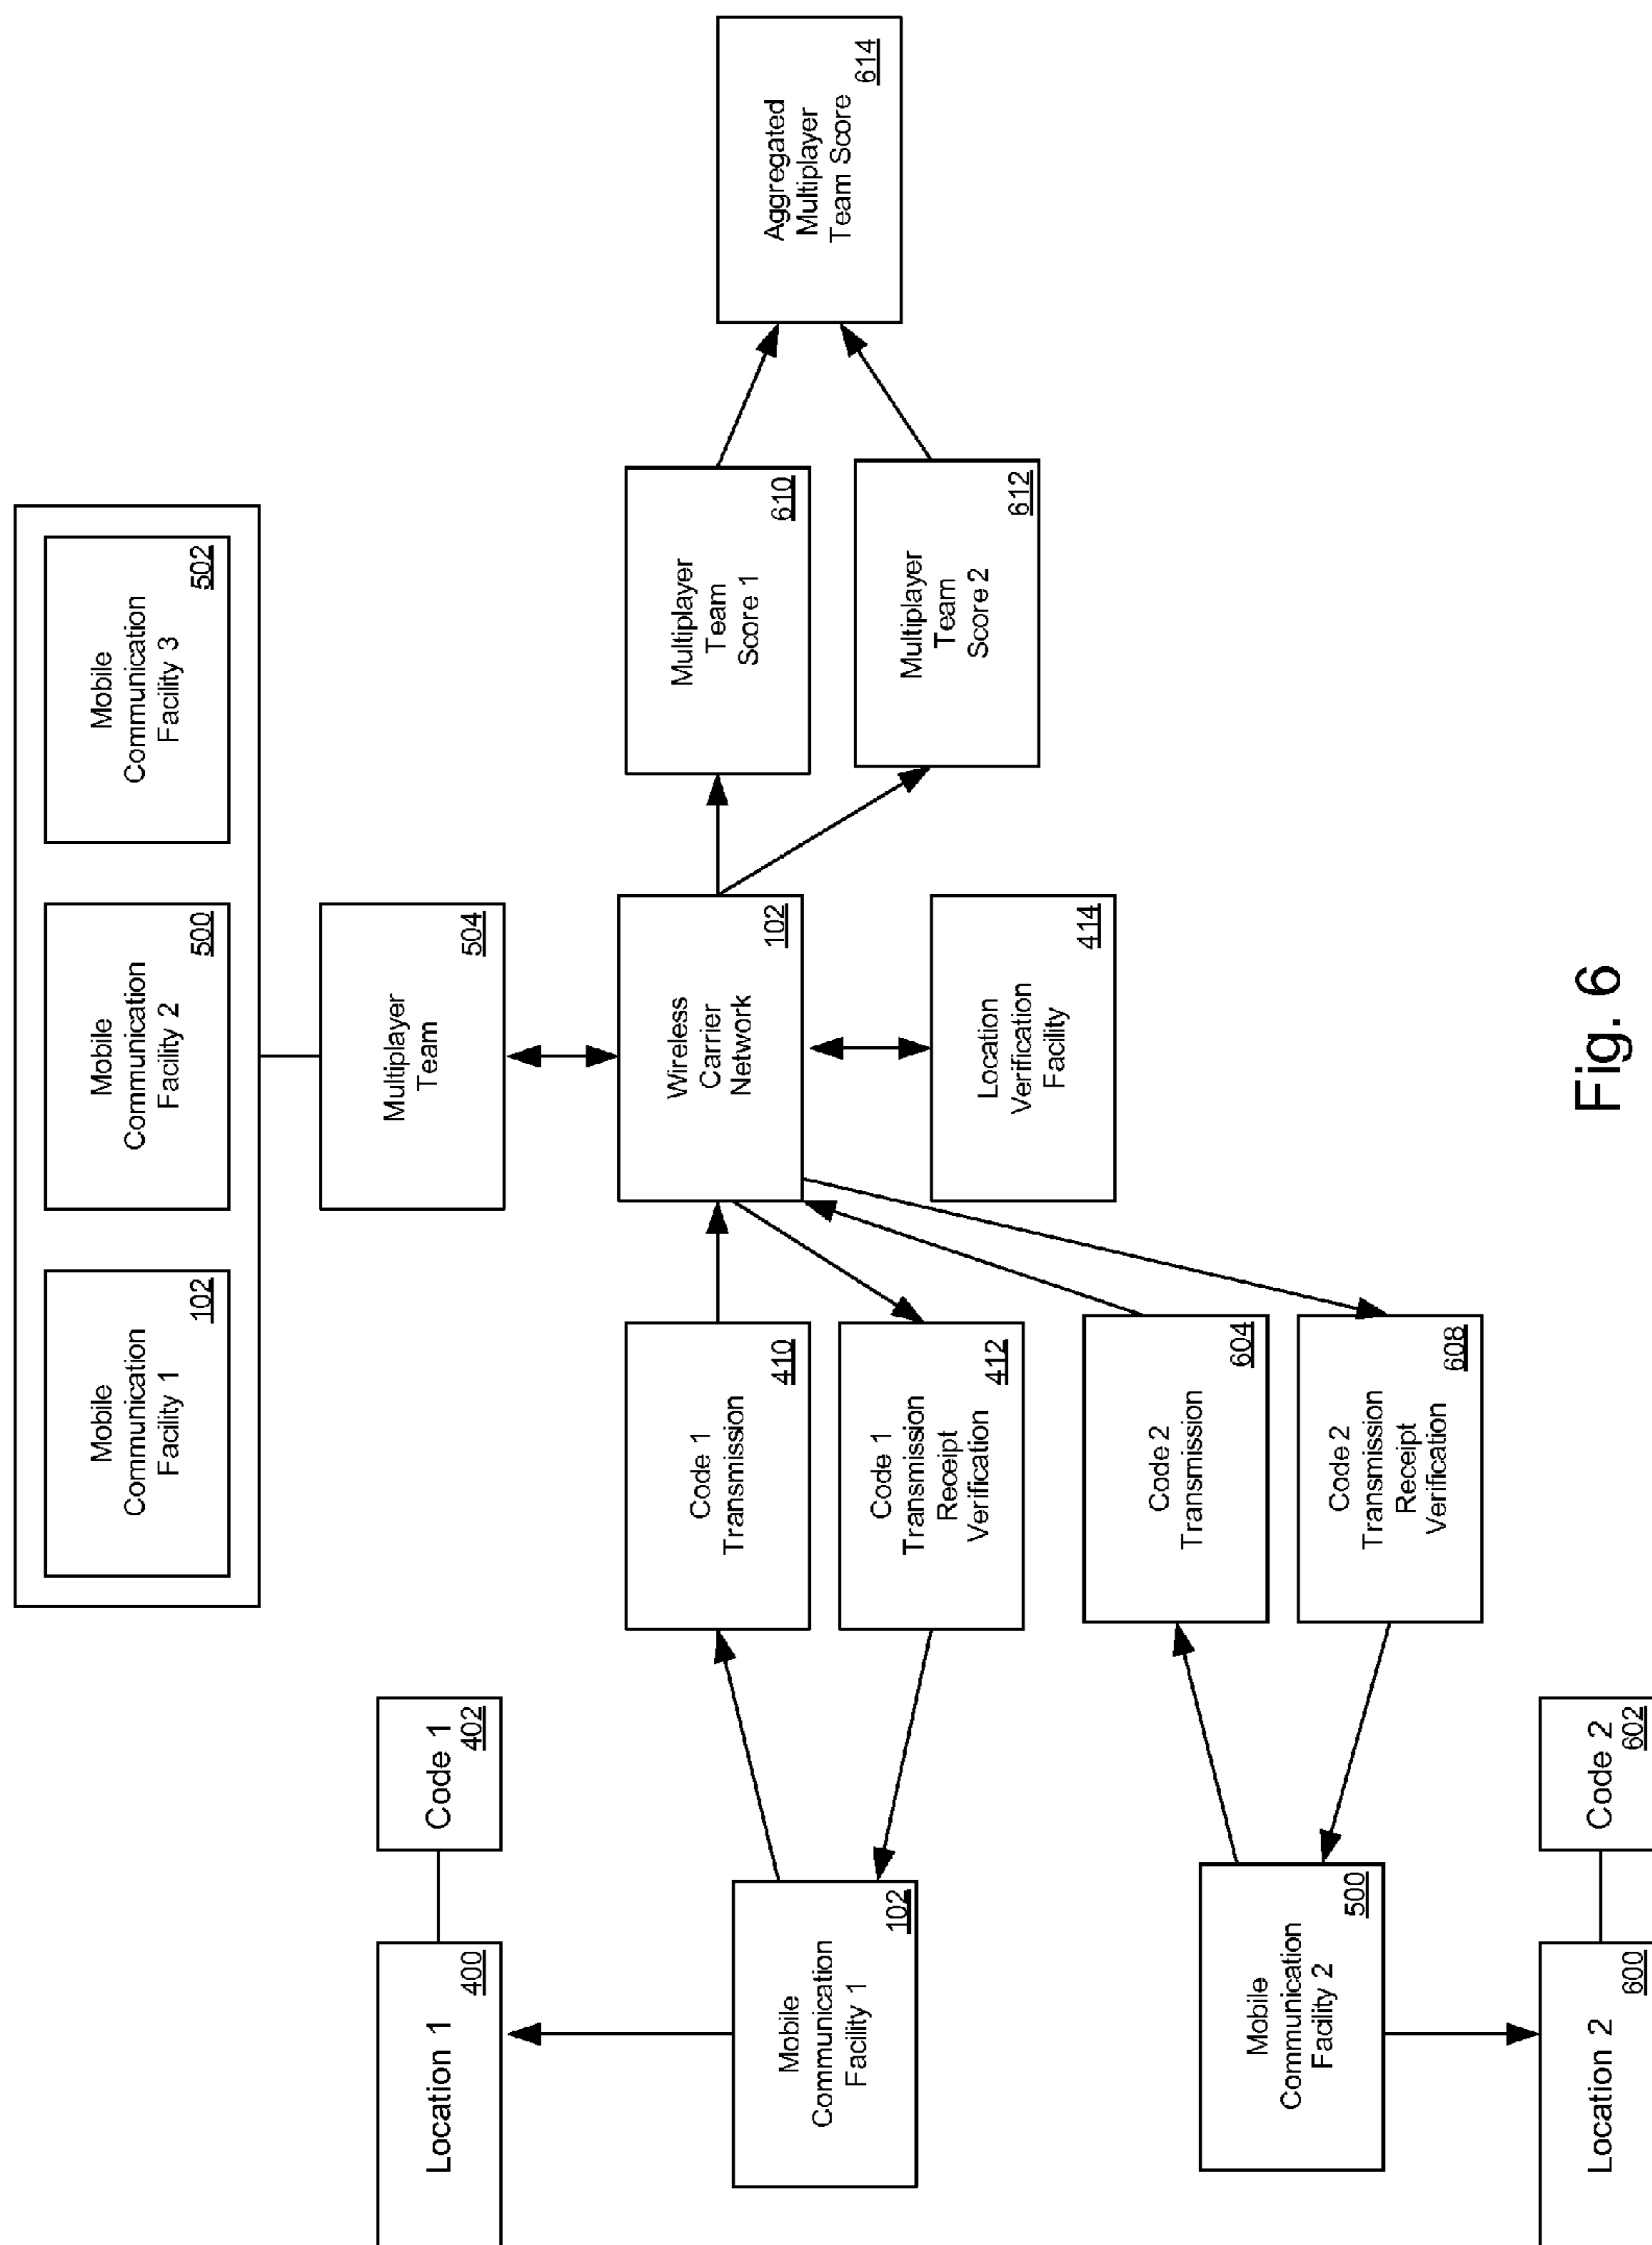 Mobile
Communication
Facility 1
102
Mobile
Communication
Facility 2
500
Mobile
Communication
Facility 3
502
Multiplayer
Team
504
Location 1
400
Code 1
402
Mobile
Communication
Facility 1
102
Code 1
Transmission
410
Code 1
Transmission
Receipt
Verification
412
Wireless
Carrier
Network
102
Location
Verification
Facility
414
Multiplayer
Team
Score 1
610
Multiplayer
Team
Score 2
612
Aggregated
Multiplayer
Team Score
614
Code 2
Transmission
604
Code 2
Transmission
Receipt
Verification
608
Mobile
Communication
Facility 2
500
Location 2
600
Code 2
602
Fig. 6